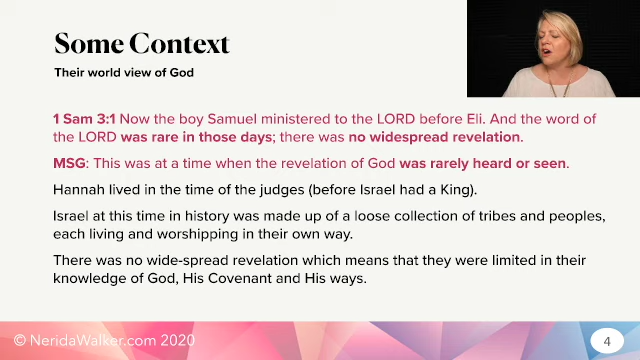 Some Context
Their world view of God
1 Sam 3:1 Now the boy Samuel ministered to the LORD before Eli. And the word of
the LORD was rare in those days; there was no widespread revelation.
MSG: This was at a time when the revelation of God was rarely heard or seen.
Hannah lived in the time of the judges (before Israel had a King).
Israel at this time in history was made up of a loose collection of tribes and peoples,
each living and worshipping in their own way.
There was no wide-spread revelation which means that they were limited in their
knowledge of God, His Covenant and His ways.
© NeridaWalker.com 2020
4